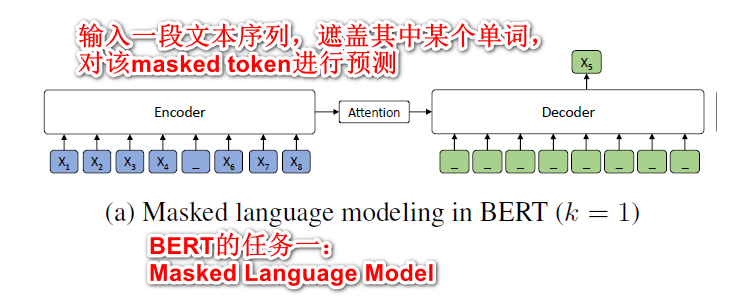 输入一段文本序列，遮盖其中某个单词，
对该masked token进行预测
X5
Encoder
Attention
Decoder
X1 X2 X3 X4 _ X6 X7 X8
_ _ _ _ _ _ _ _
(a) Masked language modeling in BERT (k = 1)
BERT的任务一：
Masked Language Model